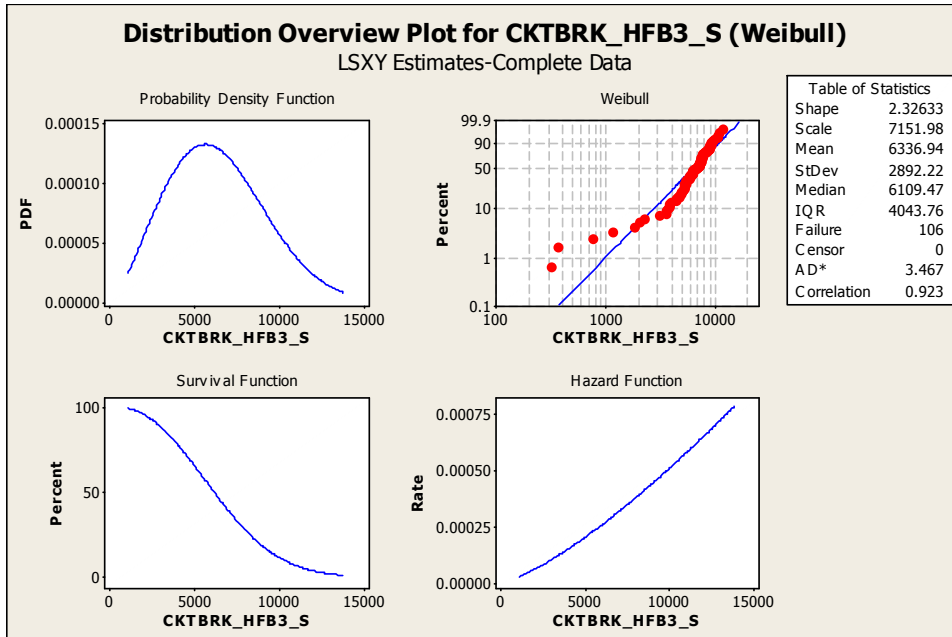 Distribution Overview Plot for CKTBRK_HFB3_S (Weibull)
LSXY Estimates-Complete Data
Probability Density Function
0.00015
0.00010
0.00005
0.00000
PDF
0 5000 10000 15000
CKTBRK_HFB3_S
Weibull
99.9
90
50
10
1
0.1
Percent
100 1000 10000
CKTBRK_HFB3_S
Table of Statistics
Shape 2.32633
Scale 7151.98
Mean 6336.94
StDev 2892.22
Median 6109.47
IQR 4043.76
Failure 106
Censor 0
AD* 3.467
Correlation 0.923
Survival Function
100
50
0
Percent
0 5000 10000 15000
CKTBRK_HFB3_S
Hazard Function
0.00075
0.00050
0.00025
0.00000
Rate
0 5000 10000 15000
CKTBRK_HFB3_S